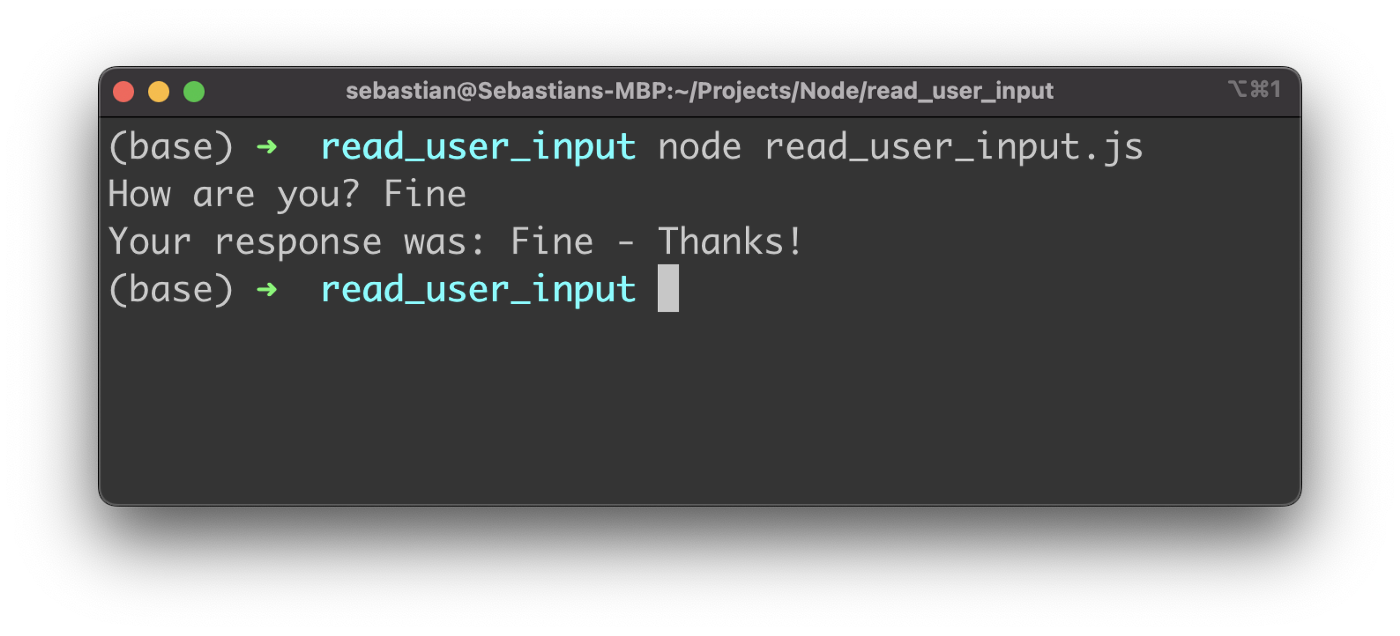 sebastian@Sebastians-MBP:~/Projects/Node/read_user_input ⌥⌘1
(base) ➜ read_user_input node read_user_input.js
How are you? Fine
Your response was: Fine - Thanks!
(base) ➜ read_user_input